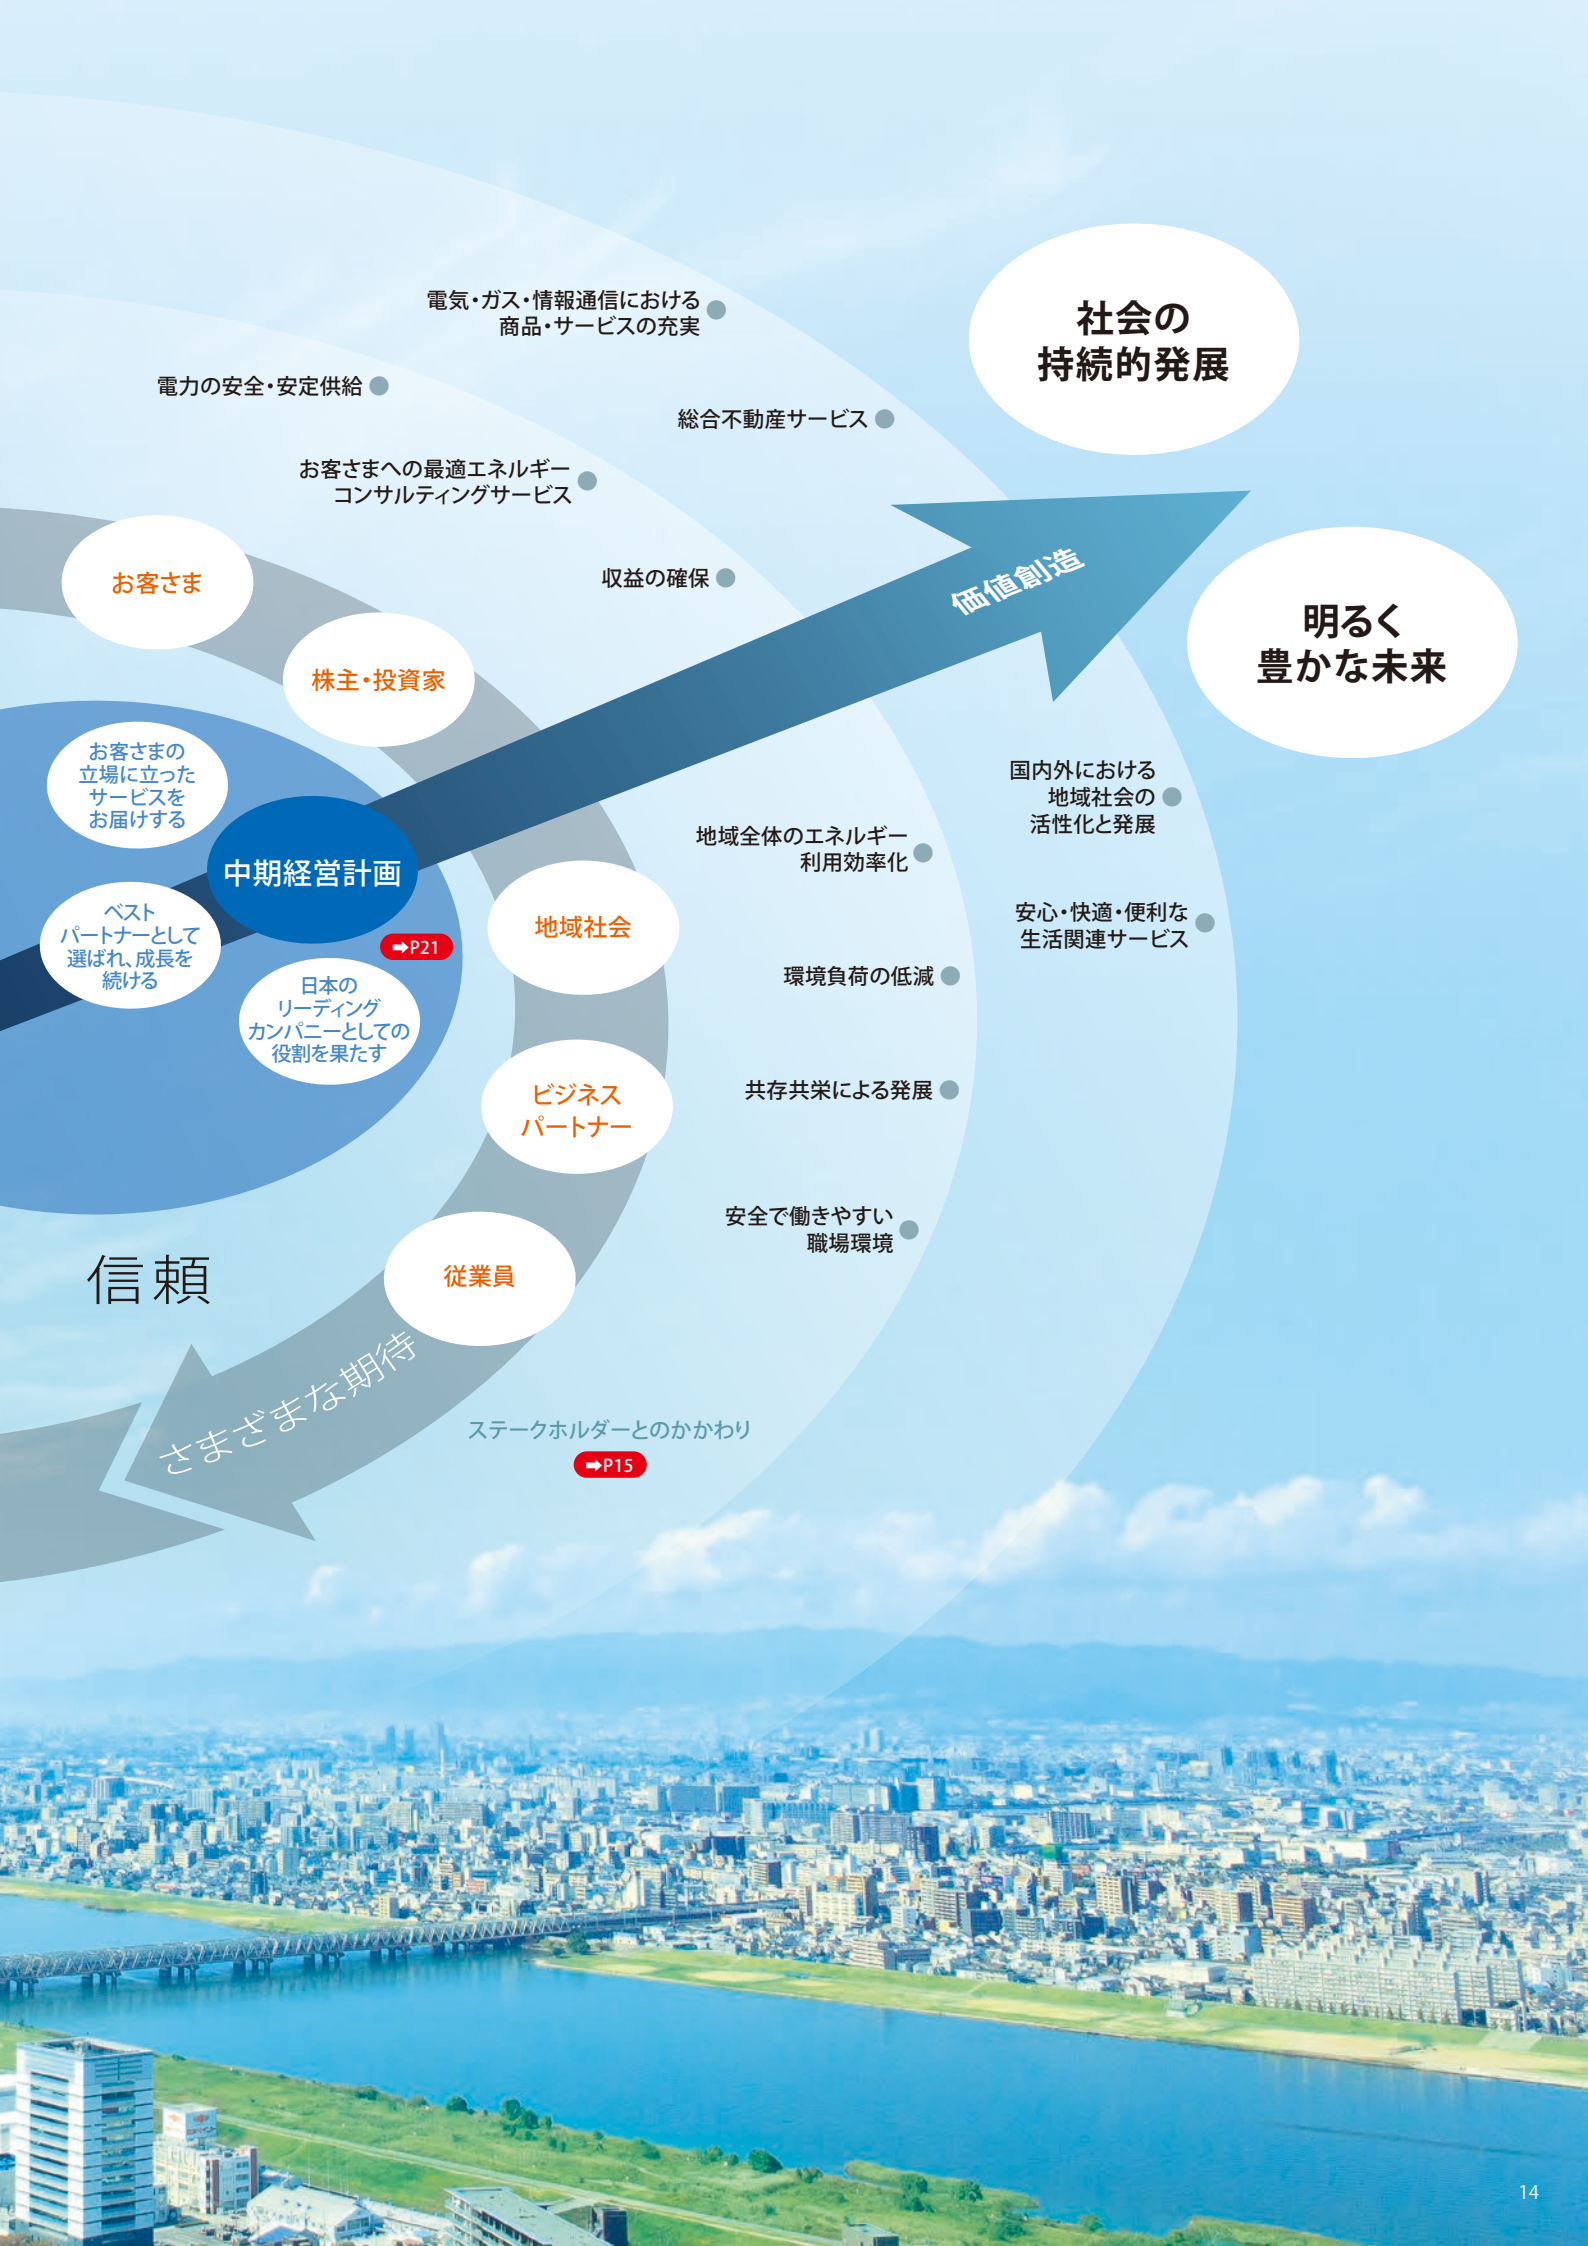 電気・ガス・情報通信における
商品・サービスの充実
電力の安全・安定供給
総合不動産サービス
お客さまへの最適エネルギー
コンサルティングサービス
収益の確保
社会の
持続的発展
価値創造
明るく
豊かな未来
お客さま
株主・投資家
お客さまの
立場に立った
サービスを
お届けする
中期経営計画
➡P21
ベスト
パートナーとして
選ばれ、成長を
続ける
日本の
リーディング
カンパニーとしての
役割を果たす
地域社会
ビジネス
パートナー
従業員
国内外における
地域社会の
活性化と発展
地域全体のエネルギー
利用効率化
安心・快適・便利な
生活関連サービス
環境負荷の低減
共存共栄による発展
安全で働きやすい
職場環境
信頼
さまざまな期待
ステークホルダーとのかかわり
➡P15
14